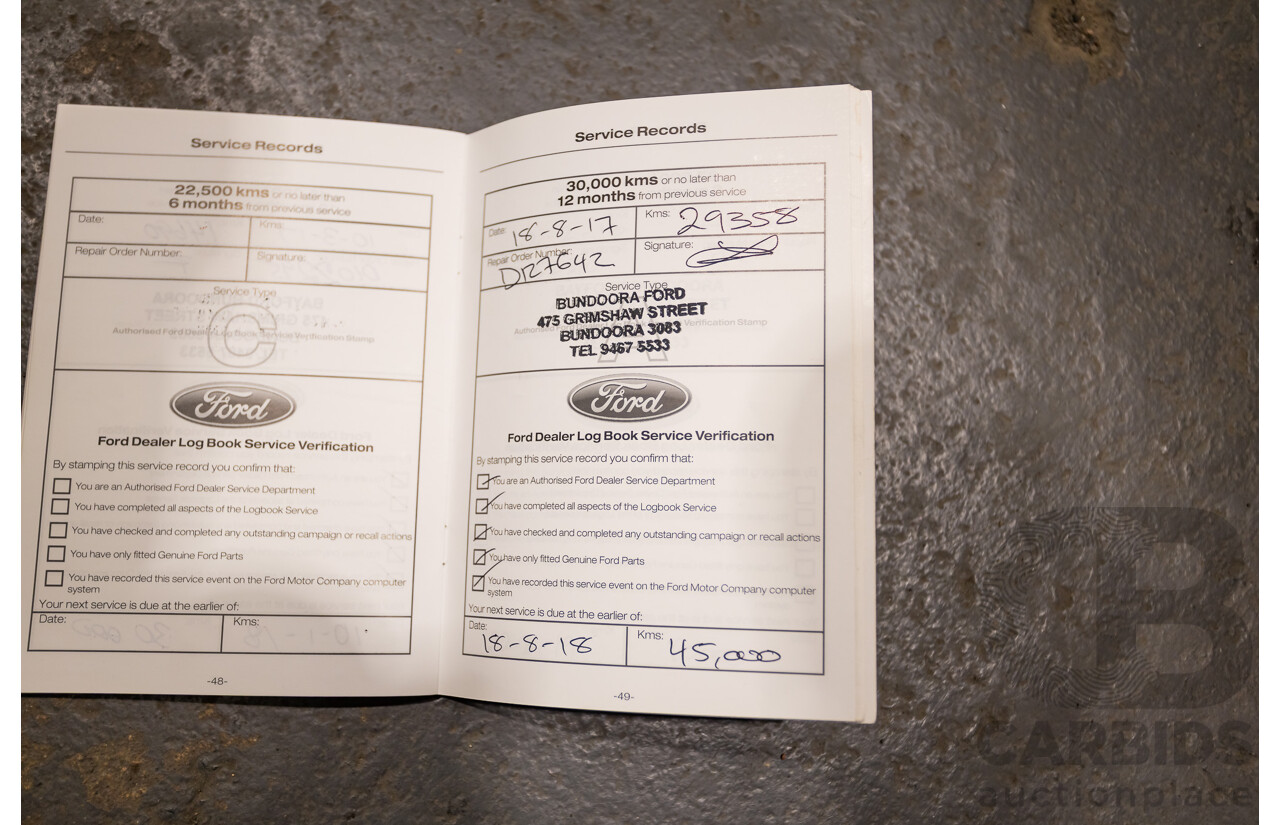 Service Records
22,500 kms or no later than
6 months from previous service
Date:
Kms:
Repair Order Number:
Signature:
Service Type
C
Authorised Ford Dealer Log Book Service Verification Stamp
Ford
Ford Dealer Log Book Service Verification
By stamping this service record you confirm that:
You are an Authorised Ford Dealer Service Department
You have completed all aspects of the Logbook Service
You have checked and completed any outstanding campaign or recall actions
You have only fitted Genuine Ford Parts
You have recorded this service event on the Ford Motor Company computer
system
Your next service is due at the earlier of:
Date:
Kms:
-48-
Service Records
30,000 kms or no later than
12 months from previous service
Date: 18-8-17
Kms: 29358
Repair Order Number:
Signature:
Service Type
BUNDOORA FORD
475 GRIMSHAW STREET
BUNDOORA 3083
TEL 9467 5533
Verification Stamp
Ford
Ford Dealer Log Book Service Verification
By stamping this service record you confirm that:
You are an Authorised Ford Dealer Service Department
You have completed all aspects of the Logbook Service
You have checked and completed any outstanding campaign or recall actions
You have only fitted Genuine Ford Parts
You have recorded this service event on the Ford Motor Company computer
system
Your next service is due at the earlier of:
Date: 18-8-18
Kms: 45,000
-49-
CARBIDS
auctionplace